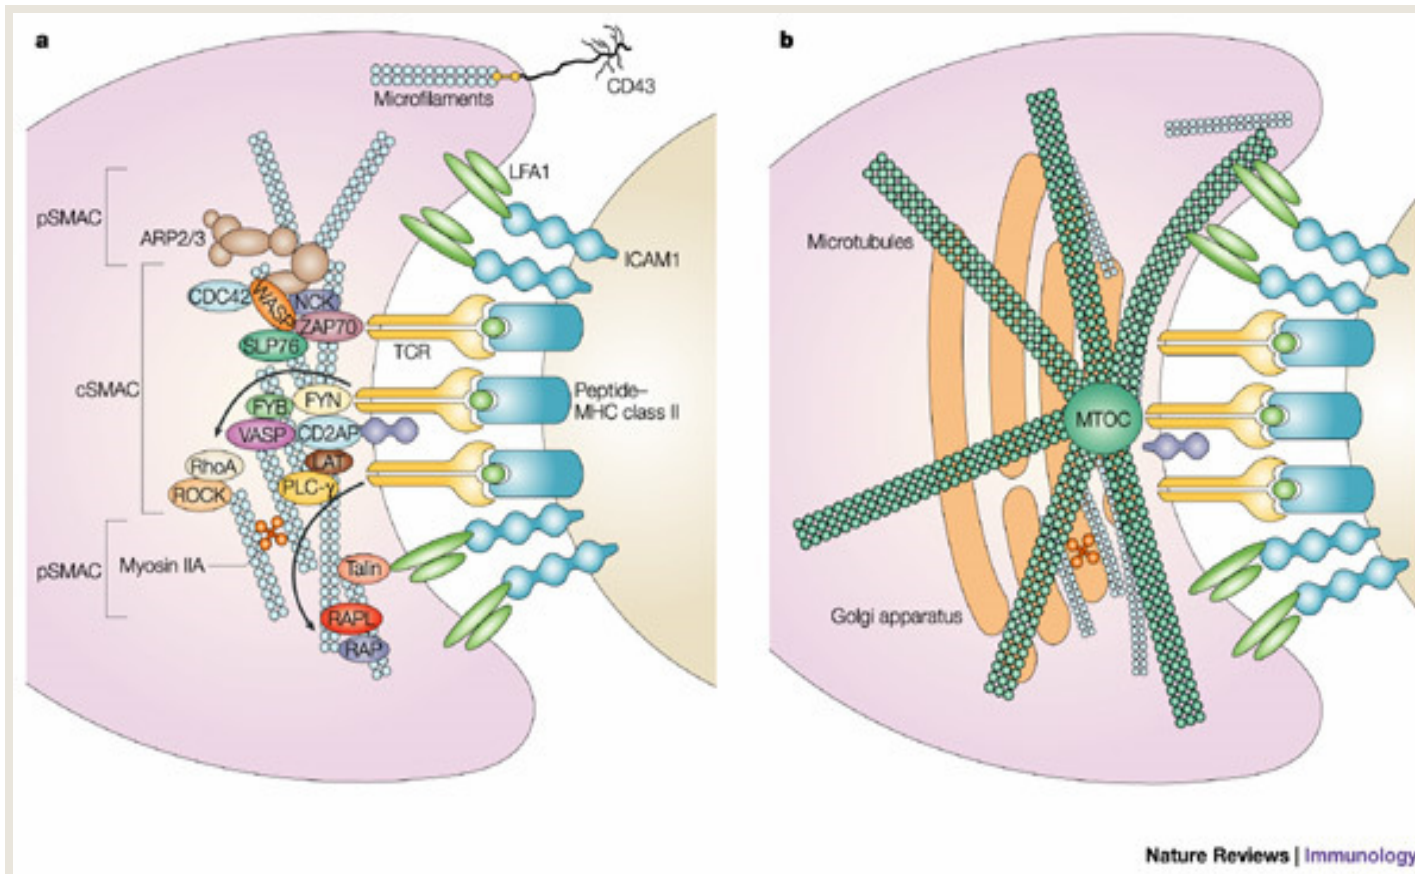 a
CD43
Microfilaments
LFA1
pSMAC
ARP2/3
ICAM1
CDC42
WASP
NCK
ZAP70
SLP76
TCR
cSMAC
Peptide–
MHC class II
FYB
FYN
VASP
CD2AP
RhoA
LAT
ROCK
PLC-γ
pSMAC
Myosin IIA
Talin
RAPL
RAP
b
Microtubules
MTOC
Golgi apparatus
Nature Reviews | Immunology